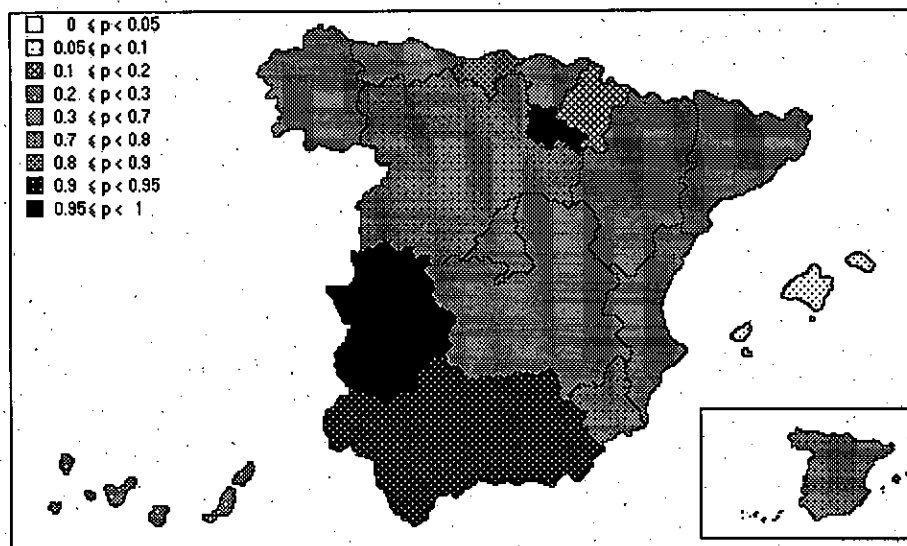 0 ≤ p < 0.05
0.05 ≤ p < 0.1
0.1 ≤ p < 0.2
0.2 ≤ p < 0.3
0.3 ≤ p < 0.7
0.7 ≤ p < 0.8
0.8 ≤ p < 0.9
0.9 ≤ p < 0.95
0.95 ≤ p < 1